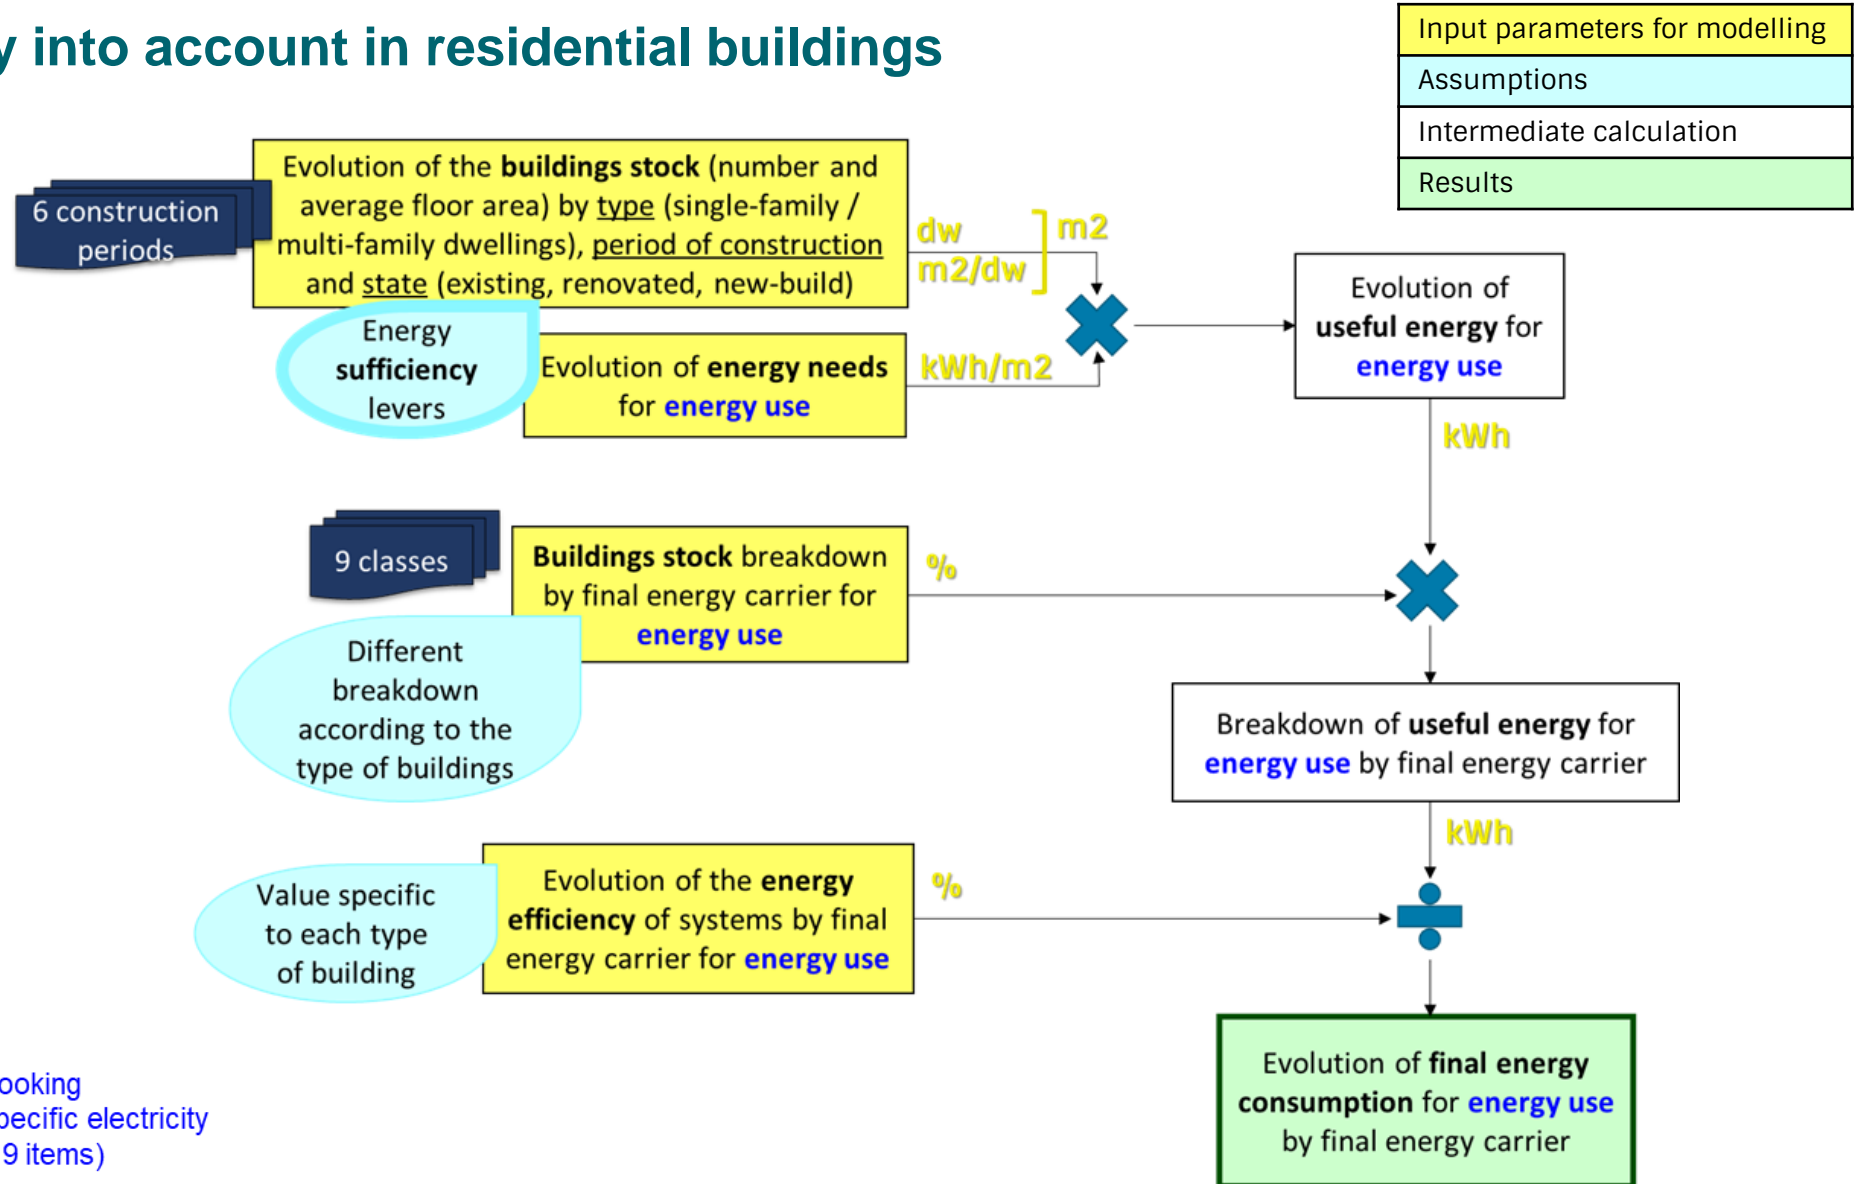 y into account in residential buildings
Input parameters for modelling
Assumptions
Intermediate calculation
Results
6 construction
periods
Evolution of the buildings stock (number and
average floor area) by type (single-family /
multi-family dwellings), period of construction
and state (existing, renovated, new-build)
dw
m2/dw
m2
Energy
sufficiency
levers
Evolution of energy needs
for energy use
kWh/m2
Evolution of
useful energy for
energy use
kWh
9 classes
Buildings stock breakdown
by final energy carrier for
energy use
%
Different
breakdown
according to the
type of buildings
Breakdown of useful energy for
energy use by final energy carrier
kWh
Value specific
to each type
of building
Evolution of the energy
efficiency of systems by final
energy carrier for energy use
%
Evolution of final energy
consumption for energy use
by final energy carrier
ooking
pecific electricity
9 items)